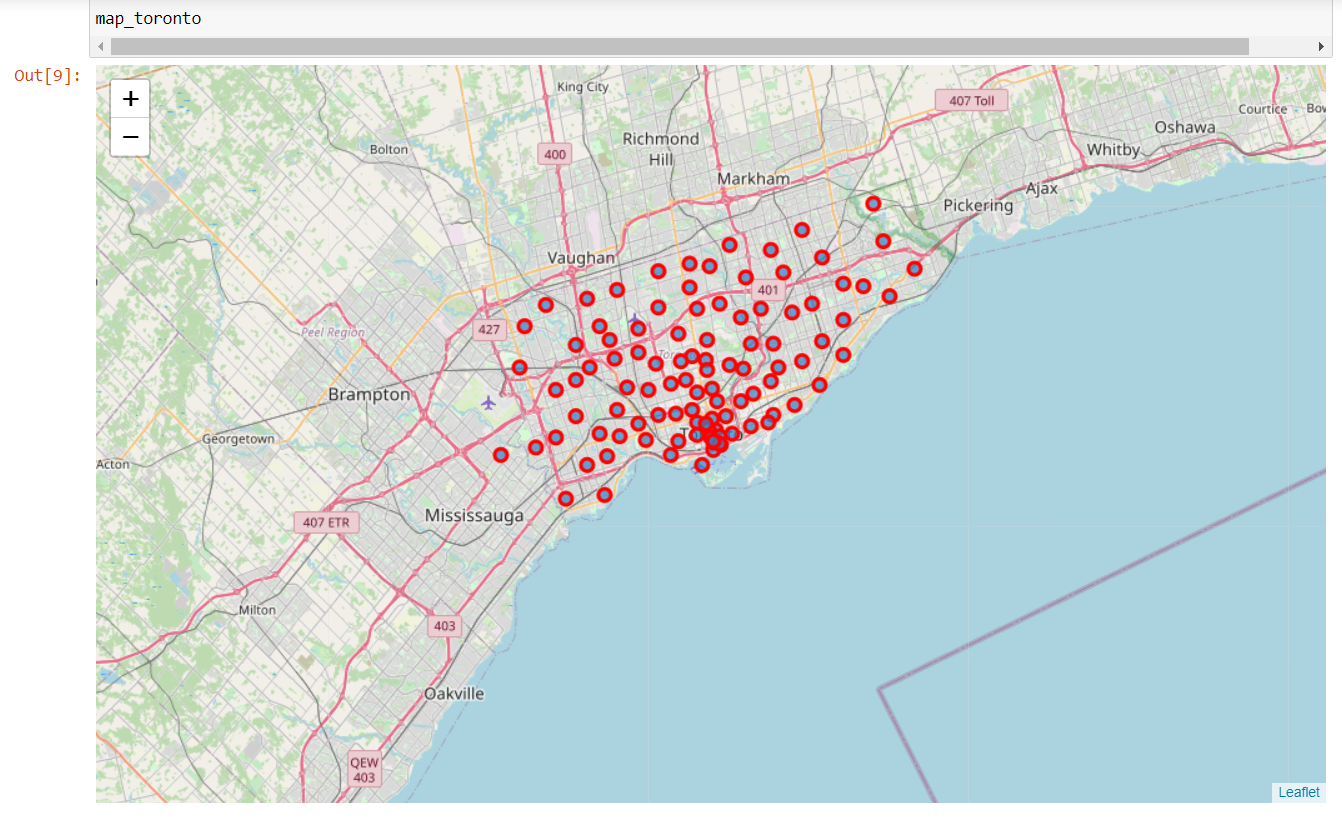 map_toronto
Out[9]:
+
−
King City
407 Toll
Courtice
Oshawa
Richmond
Hill
Bolton
400
Whitby
Markham
Ajax
Pickering
Vaughan
401
427
Peel Region
Brampton
Georgetown
Acton
Mississauga
407 ETR
Milton
403
Oakville
QEW
403
Leaflet